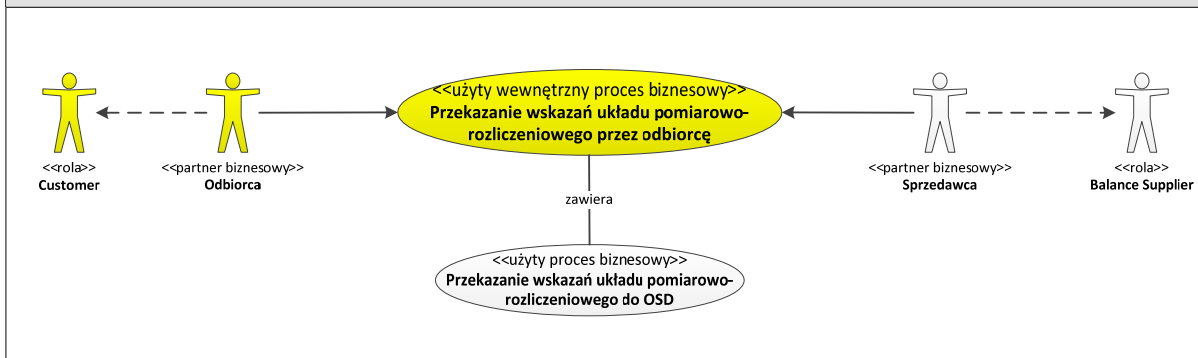 <<użyty wewnętrzny proces biznesowy>>
Przekazanie wskazań układu pomiarowo-
rozliczeniowego przez odbiorcę
<<rola>>
Customer
<<partner biznesowy>>
Odbiorca
<<partner biznesowy>>
Sprzedawca
<<rola>>
Balance Supplier
zawiera
<<użyty proces biznesowy>>
Przekazanie wskazań układu pomiarowo-
rozliczeniowego do OSD